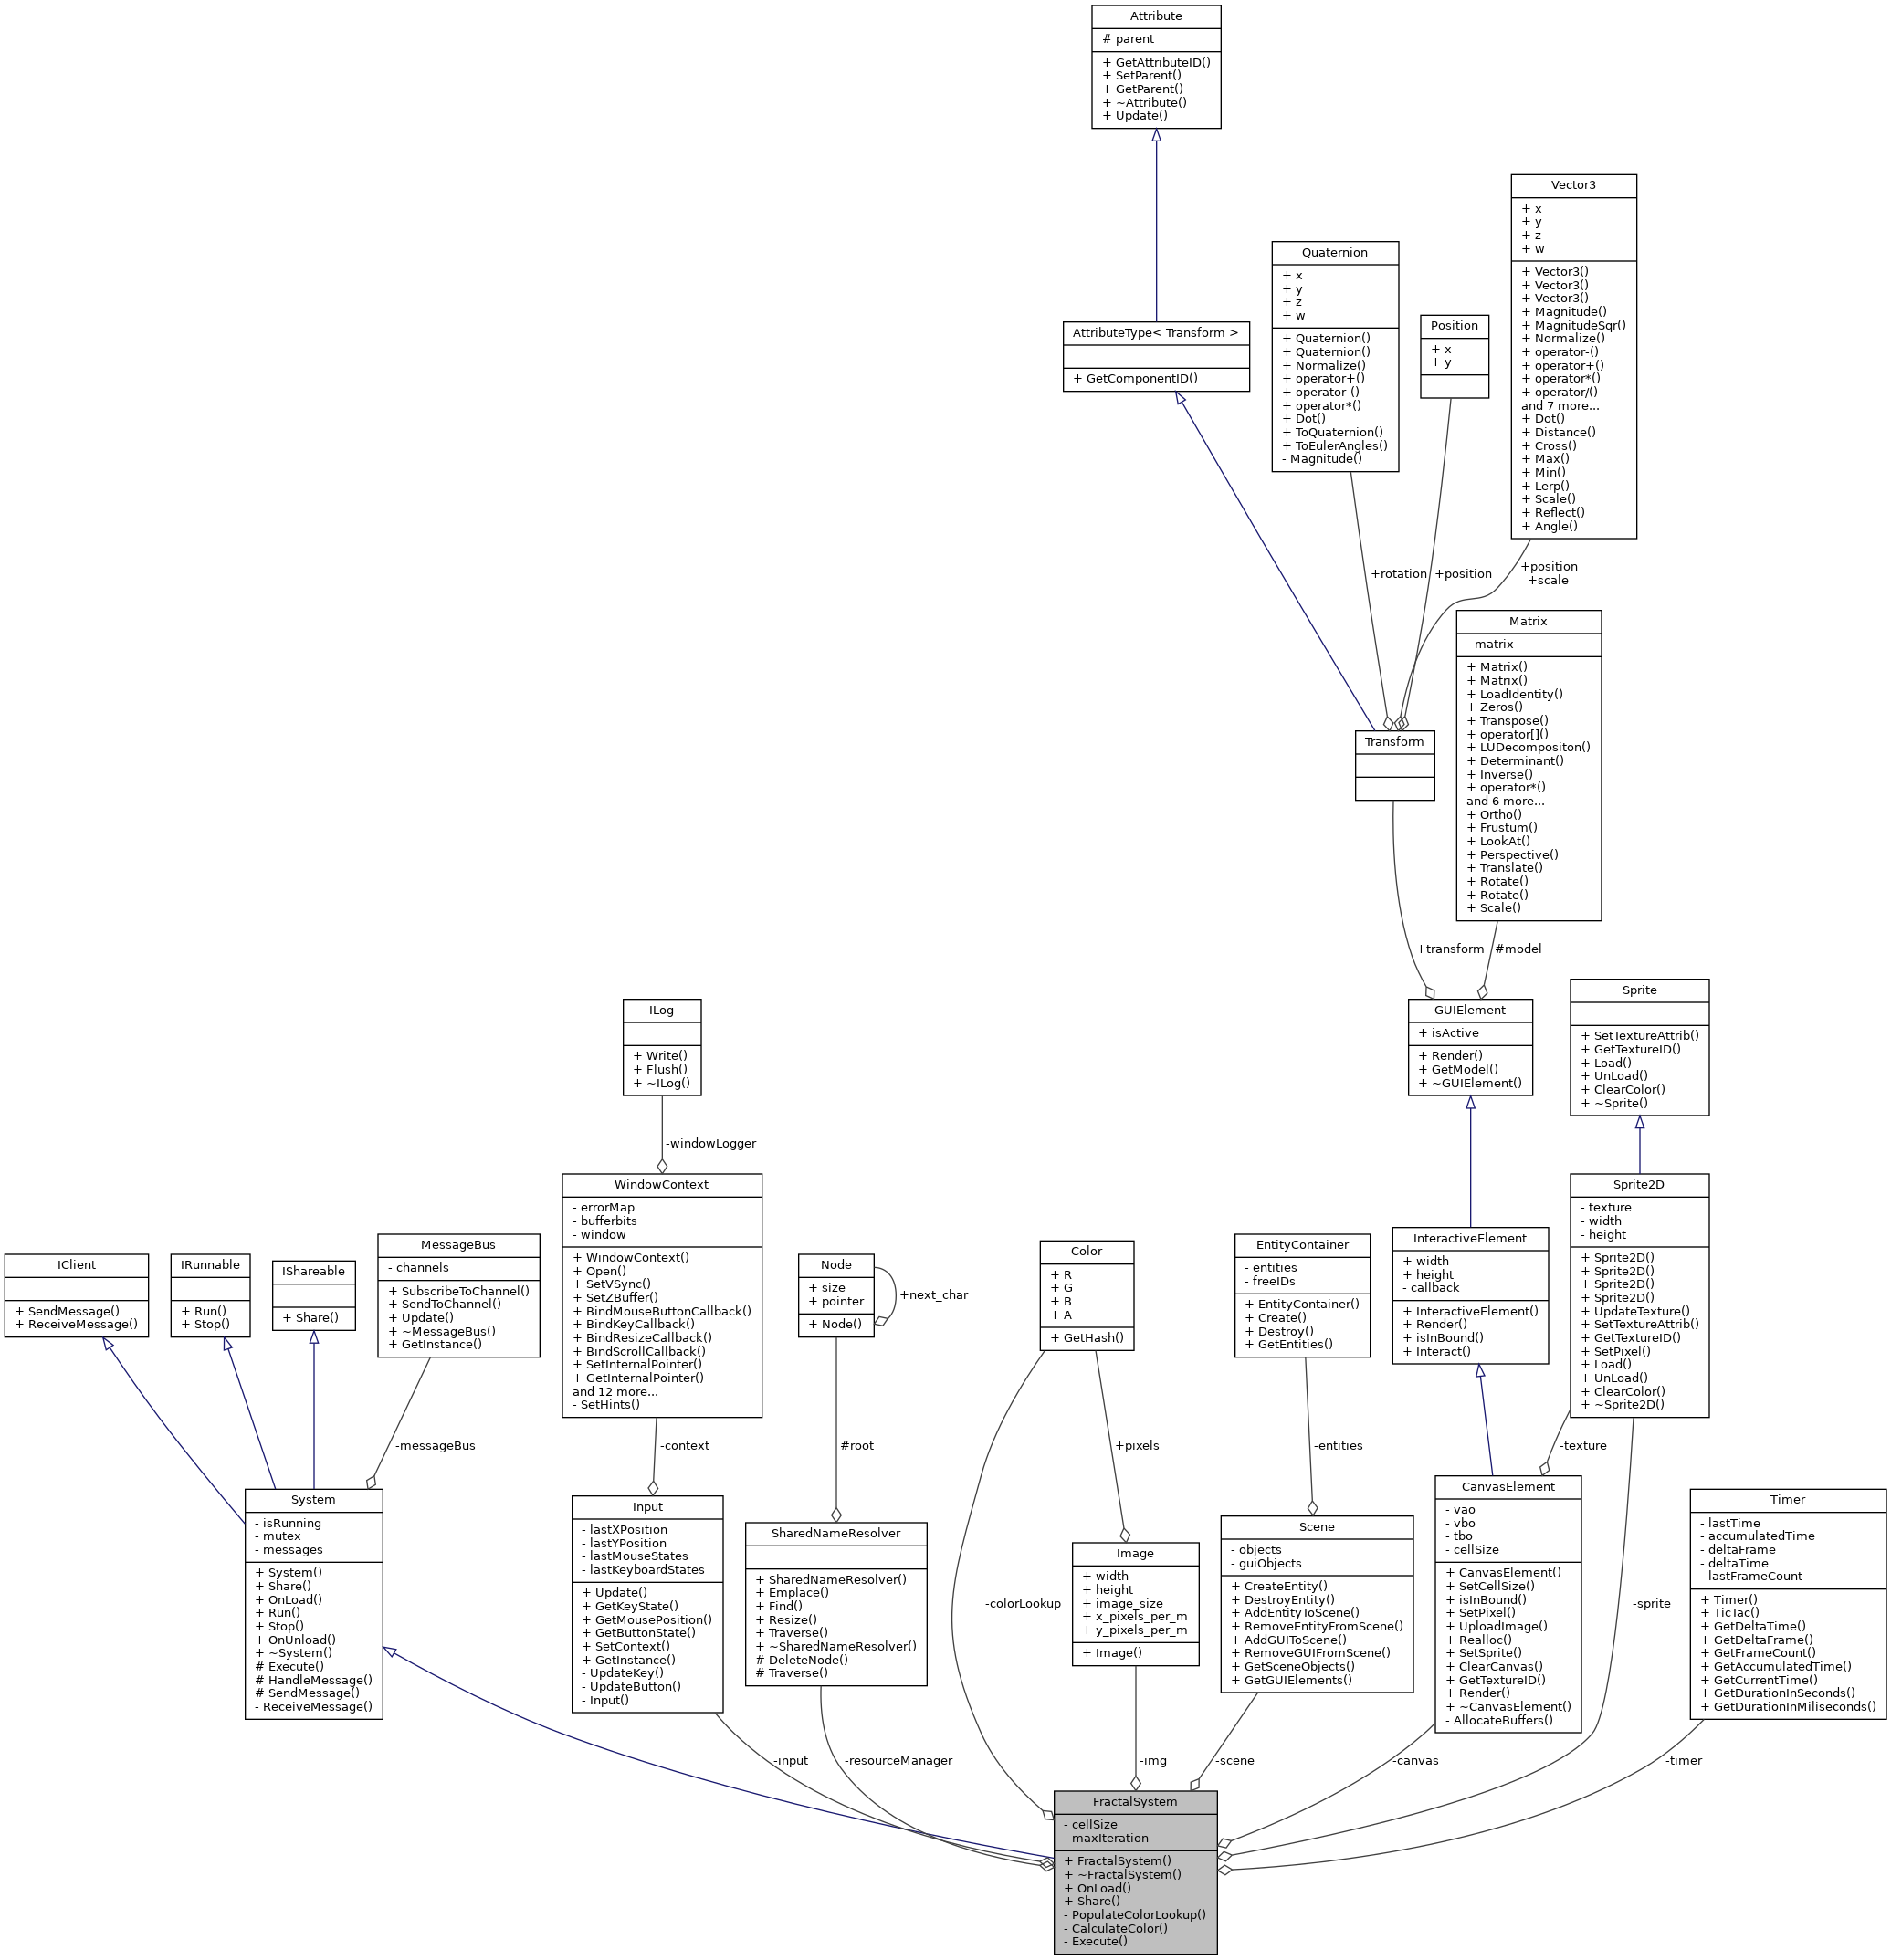 Attribute
# parent
+ GetAttributeID()
+ SetParent()
+ GetParent()
+ ~Attribute()
+ Update()
Vector3
+ x
+ y
+ z
+ w
+ Vector3()
+ Vector3()
+ Vector3()
+ Magnitude()
+ MagnitudeSqr()
+ Normalize()
+ operator-()
+ operator+()
+ operator*()
+ operator/()
and 7 more...
+ Dot()
+ Distance()
+ Cross()
+ Max()
+ Min()
+ Lerp()
+ Scale()
+ Reflect()
+ Angle()
Quaternion
+ x
+ y
+ z
+ w
+ Quaternion()
+ Quaternion()
+ Normalize()
+ operator+()
+ operator-()
+ operator*()
+ Dot()
+ ToQuaternion()
+ ToEulerAngles()
- Magnitude()
Position
+ x
+ y
AttributeType< Transform >
+ GetComponentID()
+rotation
+position
+position
+scale
Matrix
- matrix
+ Matrix()
+ Matrix()
+ LoadIdentity()
+ Zeros()
+ Transpose()
+ operator[]()
+ LUDecompositon()
+ Determinant()
+ Inverse()
+ operator*()
and 6 more...
+ Ortho()
+ Frustum()
+ LookAt()
+ Perspective()
+ Translate()
+ Rotate()
+ Rotate()
+ Scale()
Transform
+transform
#model
Sprite
+ SetTextureAttrib()
+ GetTextureID()
+ Load()
+ UnLoad()
+ ClearColor()
+ ~Sprite()
ILog
+ Write()
+ Flush()
+ ~ILog()
GUIElement
+ isActive
+ Render()
+ GetModel()
+ ~GUIElement()
-windowLogger
IClient
+ SendMessage()
+ ReceiveMessage()
IRunnable
+ Run()
+ Stop()
IShareable
+ Share()
MessageBus
- channels
+ SubscribeToChannel()
+ SendToChannel()
+ Update()
+ ~MessageBus()
+ GetInstance()
WindowContext
- errorMap
- bufferbits
- window
+ WindowContext()
+ Open()
+ SetVSync()
+ SetZBuffer()
+ BindMouseButtonCallback()
+ BindKeyCallback()
+ BindResizeCallback()
+ BindScrollCallback()
+ SetInternalPointer()
+ GetInternalPointer()
and 12 more...
- SetHints()
Node
+ size
+ pointer
+ Node()
+next_char
Color
+ R
+ G
+ B
+ A
+ GetHash()
EntityContainer
- entities
- freeIDs
+ EntityContainer()
+ Create()
+ Destroy()
+ GetEntities()
InteractiveElement
+ width
+ height
- callback
+ InteractiveElement()
+ Render()
+ isInBound()
+ Interact()
Sprite2D
- texture
- width
- height
+ Sprite2D()
+ Sprite2D()
+ Sprite2D()
+ Sprite2D()
+ UpdateTexture()
+ SetTextureAttrib()
+ GetTextureID()
+ SetPixel()
+ Load()
+ UnLoad()
+ ClearColor()
+ ~Sprite2D()
-messageBus
-context
#root
+pixels
-entities
-texture
System
- isRunning
- mutex
- messages
+ System()
+ Share()
+ OnLoad()
+ Run()
+ Stop()
+ OnUnload()
+ ~System()
# Execute()
# HandleMessage()
# SendMessage()
- ReceiveMessage()
Input
- lastXPosition
- lastYPosition
- lastMouseStates
- lastKeyboardStates
+ Update()
+ GetKeyState()
+ GetMousePosition()
+ GetButtonState()
+ SetContext()
+ GetInstance()
- UpdateKey()
- UpdateButton()
- Input()
SharedNameResolver
+ SharedNameResolver()
+ Emplace()
+ Find()
+ Resize()
+ Traverse()
+ ~SharedNameResolver()
# DeleteNode()
# Traverse()
-colorLookup
Image
+ width
+ height
+ image_size
+ x_pixels_per_m
+ y_pixels_per_m
+ Image()
Scene
- objects
- guiObjects
+ CreateEntity()
+ DestroyEntity()
+ AddEntityToScene()
+ RemoveEntityFromScene()
+ AddGUIToScene()
+ RemoveGUIFromScene()
+ GetSceneObjects()
+ GetGUIElements()
CanvasElement
- vao
- vbo
- tbo
- cellSize
+ CanvasElement()
+ SetCellSize()
+ isInBound()
+ SetPixel()
+ UploadImage()
+ Realloc()
+ SetSprite()
+ ClearCanvas()
+ GetTextureID()
+ Render()
+ ~CanvasElement()
- AllocateBuffers()
-sprite
Timer
- lastTime
- accumulatedTime
- deltaFrame
- deltaTime
- lastFrameCount
+ Timer()
+ TicTac()
+ GetDeltaTime()
+ GetDeltaFrame()
+ GetFrameCount()
+ GetAccumulatedTime()
+ GetCurrentTime()
+ GetDurationInSeconds()
+ GetDurationInMiliseconds()
-input
-resourceManager
-img
-scene
-canvas
-timer
FractalSystem
- cellSize
- maxIteration
+ FractalSystem()
+ ~FractalSystem()
+ OnLoad()
+ Share()
- PopulateColorLookup()
- CalculateColor()
- Execute()